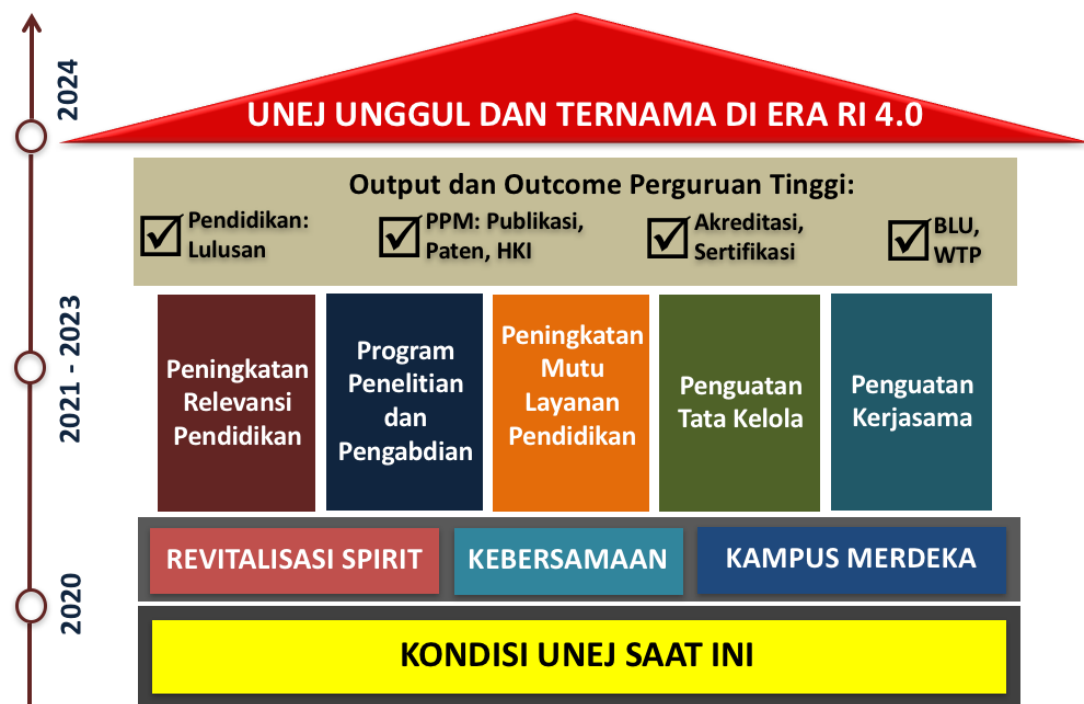 2024
UNEJ UNGGUL DAN TERNAMA DI ERA RI 4.0
Output dan Outcome Perguruan Tinggi:
Pendidikan:
Lulusan
PPM: Publikasi,
Paten, HKI
Akreditasi,
Sertifikasi
BLU,
WTP
2021 - 2023
Peningkatan
Relevansi
Pendidikan
Program
Penelitian
dan
Pengabdian
Peningkatan
Mutu
Layanan
Pendidikan
Penguatan
Tata Kelola
Penguatan
Kerjasama
2020
REVITALISASI SPIRIT
KEBERSAMAAN
KAMPUS MERDEKA
KONDISI UNEJ SAAT INI